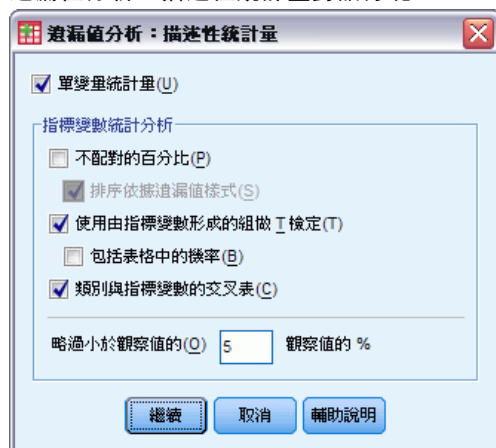 遺漏值分析：描述性統計量
單變量統計量(U)
指標變數統計分析
不配對的百分比(P)
排序依據遺漏值樣式(S)
使用由指標變數形成的組做 T 檢定(T)
包括表格中的機率(B)
類別與指標變數的交叉表(C)
略過小於觀察值的(O) 5 觀察值的 %
繼續 取消 輔助說明